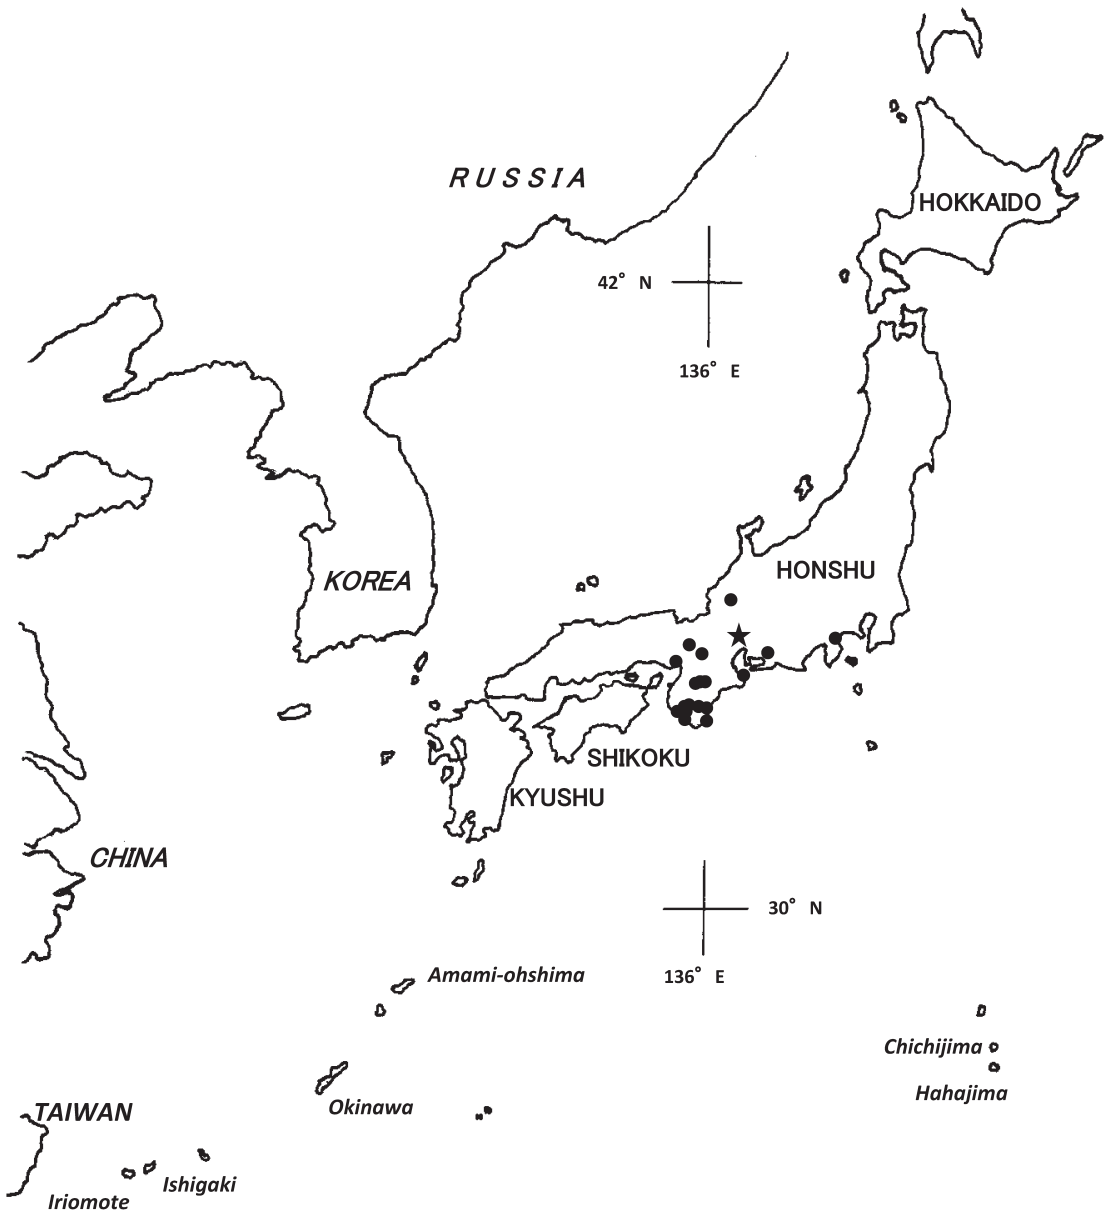 RUSSIA
HOKKAIDO
42° N
136° E
HONSHU
KOREA
SHIKOKU
KYUSHU
CHINA
30° N
136° E
Amami-ohshima
Chichijima
Hahajima
Okinawa
TAIWAN
Ishigaki
Iriomote